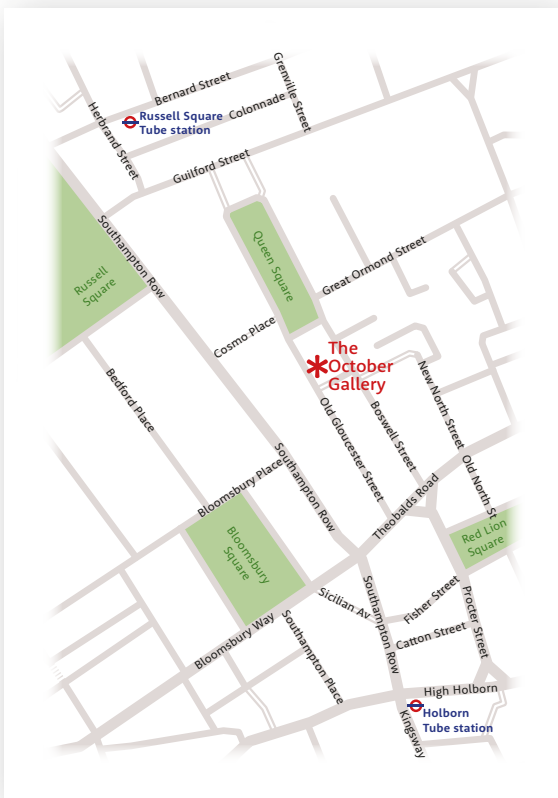 Grenville Street
Bernard Street
Herbrand Street
Colonnade
Russell Square
Tube station
Guilford Street
Southampton Row
Queen Square
Russell
Square
Great Ormond Street
Cosmo Place
The
October
Gallery
Bedford Place
New North Street
Old Gloucester Street
Boswell Street
Southampton Row
Bloomsbury Place
Old North St
Theobalds Road
Bloomsbury
Square
Red Lion
Square
Sicilian Av
Fisher Street
Southampton Row
Procter Street
Bloomsbury Way
Southampton Place
Catton Street
High Holborn
Holborn
Tube station
Kingsway